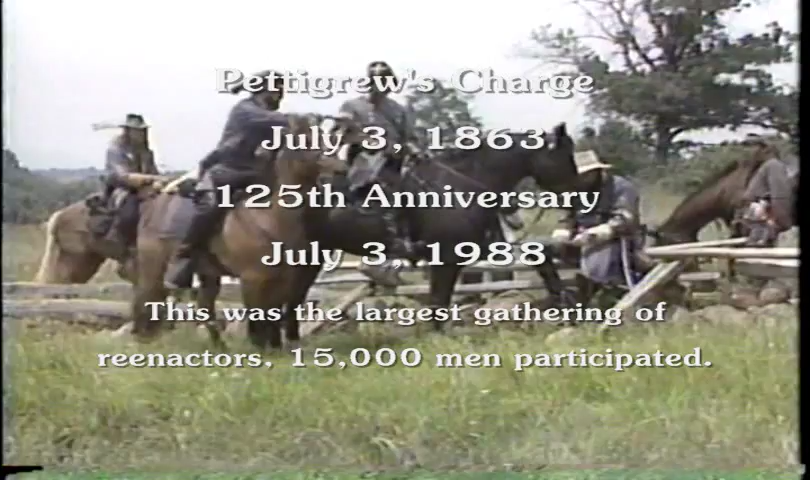 Pettigrew's Charge
July 3, 1863
125th Anniversary
July 3, 1988
This was the largest gathering of
reenactors, 15,000 men participated.